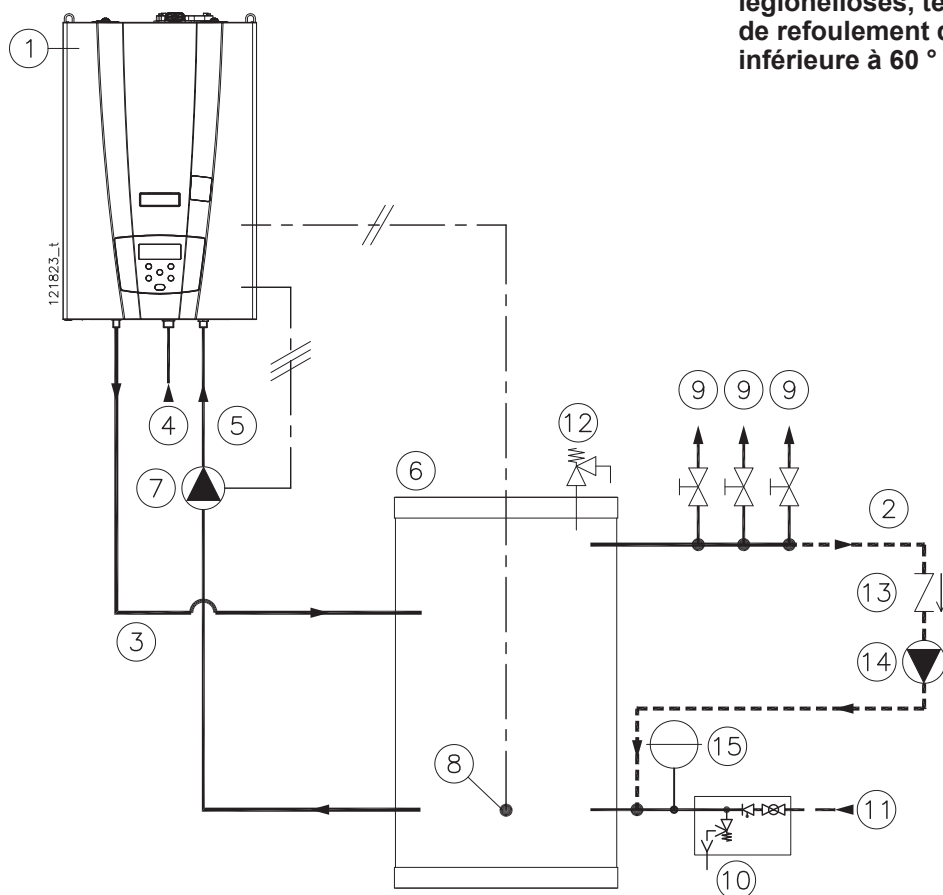 légionelloses, te
de refoulement d
inférieure à 60 °
1
121823_t
4
5
7
6
12
9 9 9
2
3
13
14
8
15
11
10